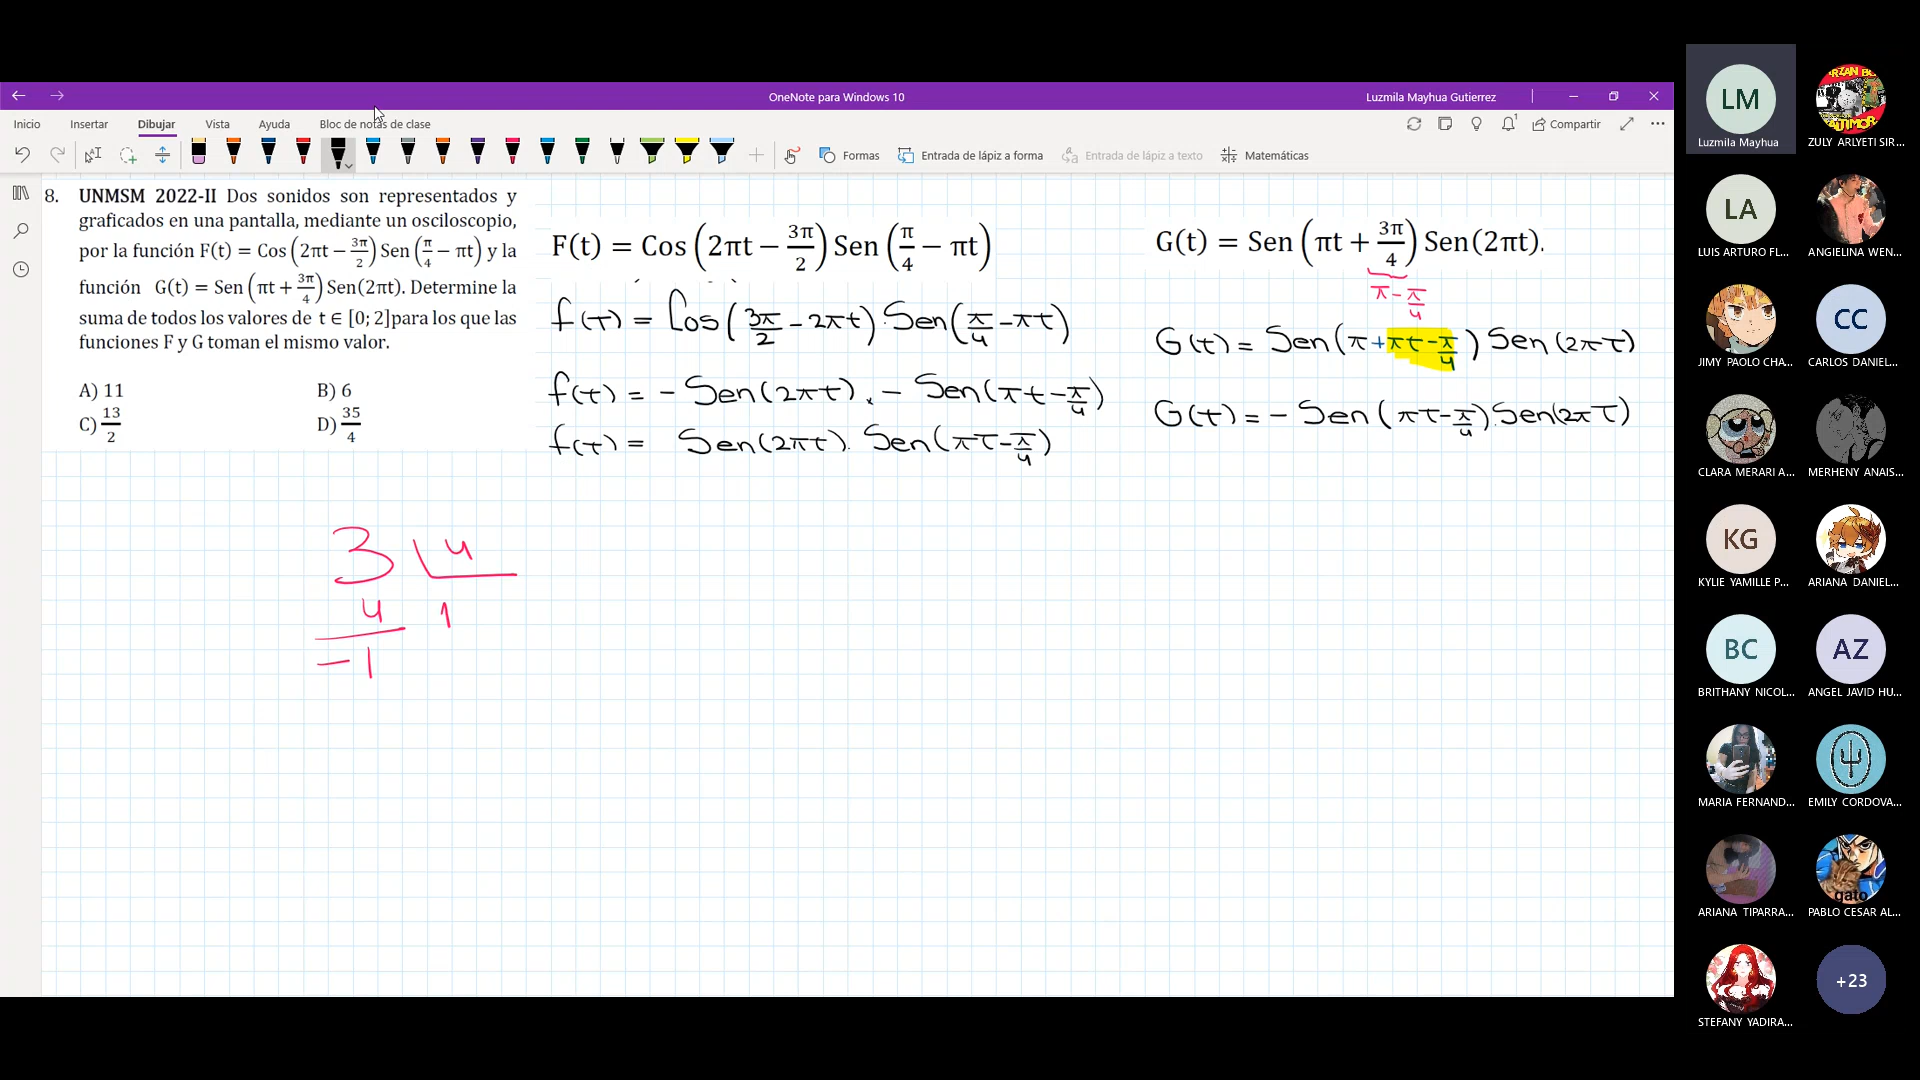 OneNote para Windows 10
Luzmila Mayhua Gutierrez
Inicio Insertar Dibujar Vista Ayuda Bloc de notas de clase
Compartir
Formas Entrada de lápiz a forma Entrada de lápiz a texto Matemáticas
8. UNMSM 2022-II Dos sonidos son representados y
graficados en una pantalla, mediante un osciloscopio,
por la función F(t) = Cos (2πt − 3π/2) Sen (π/4 − πt) y la
función G(t) = Sen (πt + 3π/4) Sen(2πt). Determine la
suma de todos los valores de t ∈ [0; 2]para los que las
funciones F y G toman el mismo valor.
A) 11 B) 6
C) 13/2 D) 35/4
F(t) = Cos (2πt − 3π/2) Sen (π/4 − πt)
f(t) = Cos (3π/2 − 2πt) . Sen (π/4 − πt)
f(t) = − Sen(2πt) . − Sen(πt − π/4)
f(t) = Sen(2πt) . Sen(πt − π/4)
G(t) = Sen (πt + 3π/4) Sen(2πt).
π − π/4
G(t) = Sen(π + πt − π/4) Sen(2πt)
G(t) = − Sen (πt − π/4) . Sen(2πt)
3 4
4 1
−1
LM
Luzmila Mayhua
ZULY ARLYETI SIR...
LA
LUIS ARTURO FL...
ANGELINA WEN...
JIMY PAOLO CHA...
CC
CARLOS DANIEL...
CLARA MERARI A...
MERHENY ANAIS...
KG
KYLIE YAMILLE P...
ARIANA DANIEL...
BC
BRITHANY NICOL...
AZ
ANGEL JAVID HU...
MARIA FERNAND...
EMILY CORDOVA...
ARIANA TIPARRA...
gato
PABLO CESAR AL...
STEFANY YADIRA...
+23